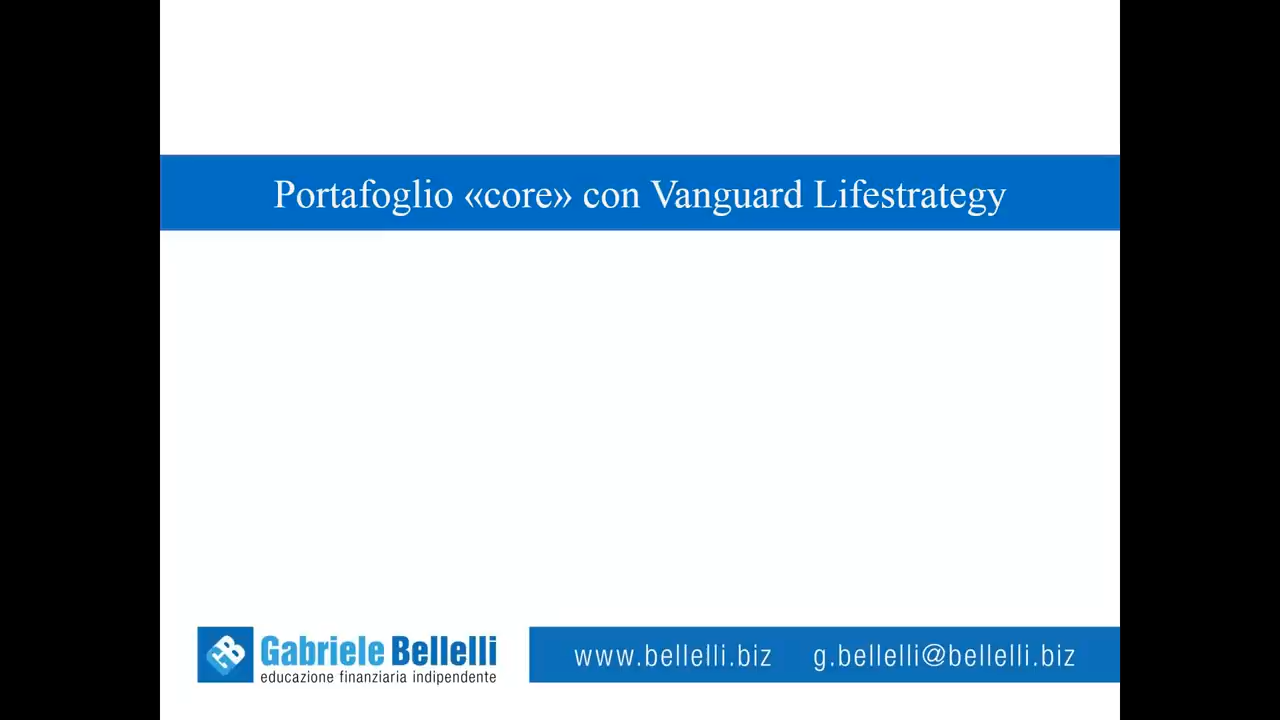 Portafoglio «core» con Vanguard Lifestrategy
Gabriele Bellelli
educazione finanziaria indipendente
www.bellelli.biz g.bellelli@bellelli.biz